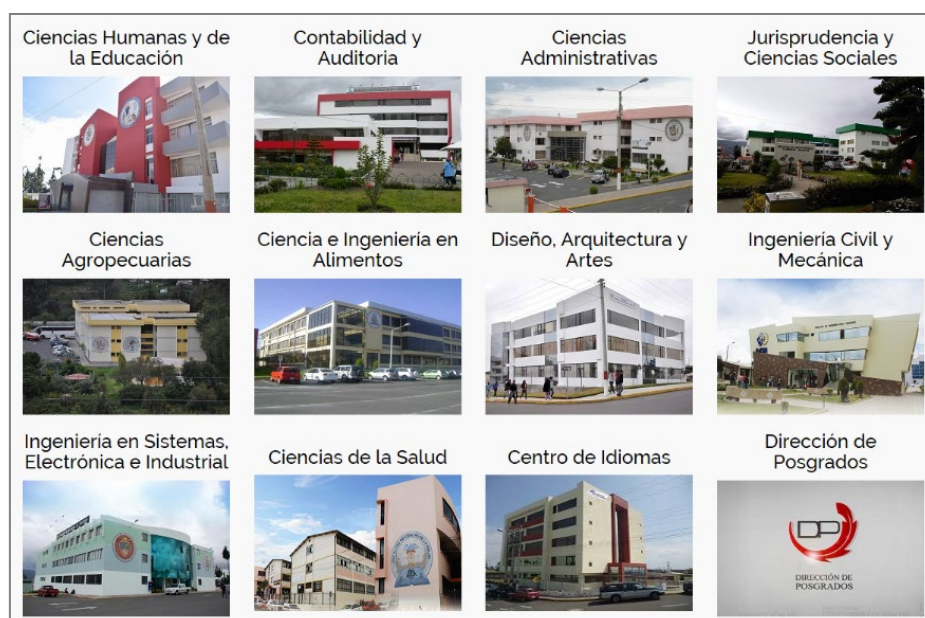 Ciencias Humanas y de
la Educación
Contabilidad y
Auditoria
Ciencias
Administrativas
Jurisprudencia y
Ciencias Sociales
Ciencias
Agropecuarias
Ciencia e Ingeniería en
Alimentos
Diseño, Arquitectura y
Artes
Ingeniería Civil y
Mecánica
Ingeniería en Sistemas,
Electrónica e Industrial
Ciencias de la Salud
Centro de Idiomas
Dirección de
Posgrados
DP
DIRECCIÓN DE
POSGRADOS